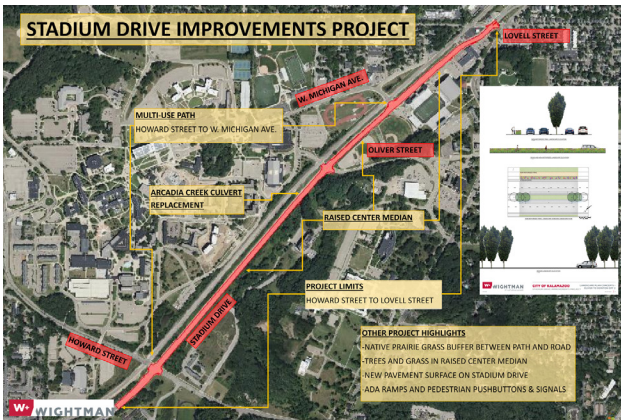 STADIUM DRIVE IMPROVEMENTS PROJECT
LOVELL STREET
W. MICHIGAN AVE.
MULTI-USE PATH
HOWARD STREET TO W. MICHIGAN AVE.
OLIVER STREET
ARCADIA CREEK CULVERT
REPLACEMENT
RAISED CENTER MEDIAN
PROJECT LIMITS
HOWARD STREET TO LOVELL STREET
STADIUM DRIVE
HOWARD STREET
OTHER PROJECT HIGHLIGHTS
-NATIVE PRAIRIE GRASS BUFFER BETWEEN PATH AND ROAD
-TREES AND GRASS IN RAISED CENTER MEDIAN
-NEW PAVEMENT SURFACE ON STADIUM DRIVE
-ADA RAMPS AND PEDESTRIAN PUSHBUTTONS & SIGNALS
WIGHTMAN
CITY OF KALAMAZOO
W+ WIGHTMAN